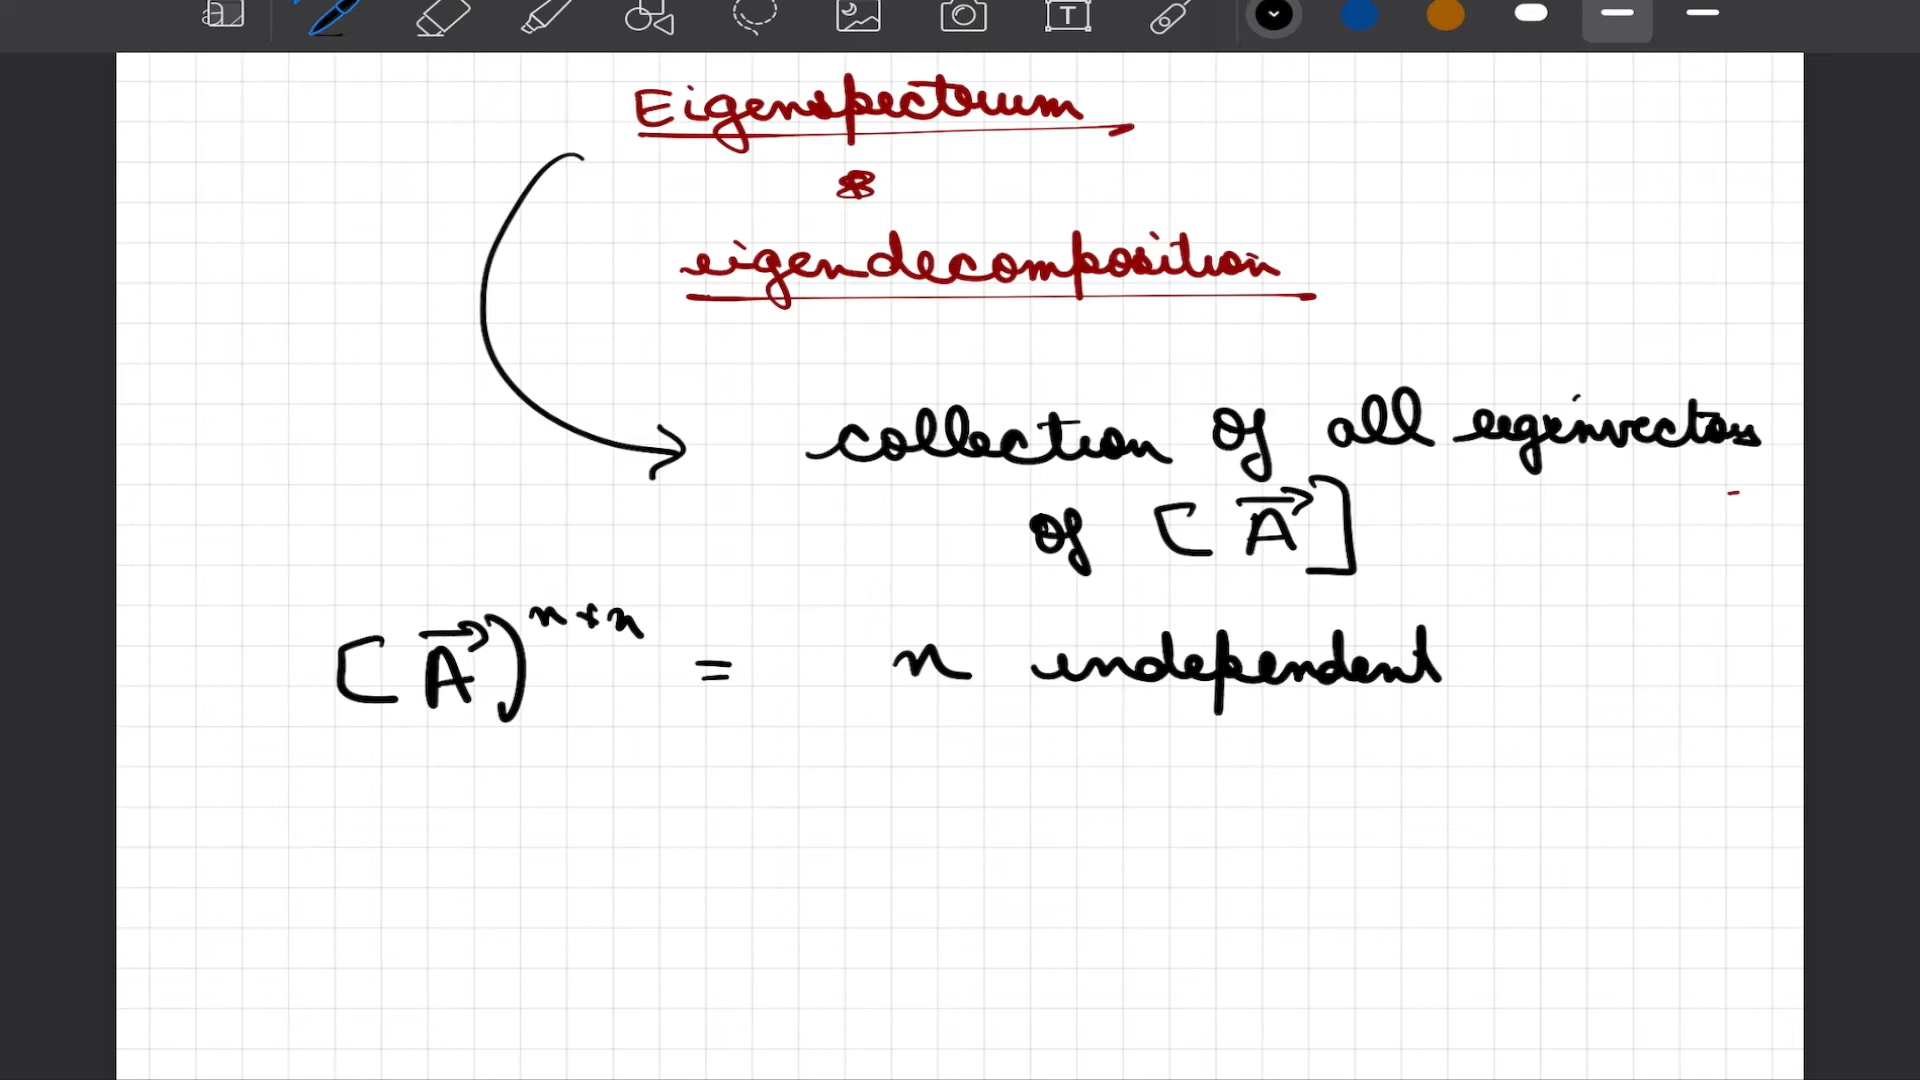 Eigenspectrum
*
eigendecomposition
collection of all eigenvectors
of [A⃗]
[A⃗)ⁿ*ⁿ = n independent